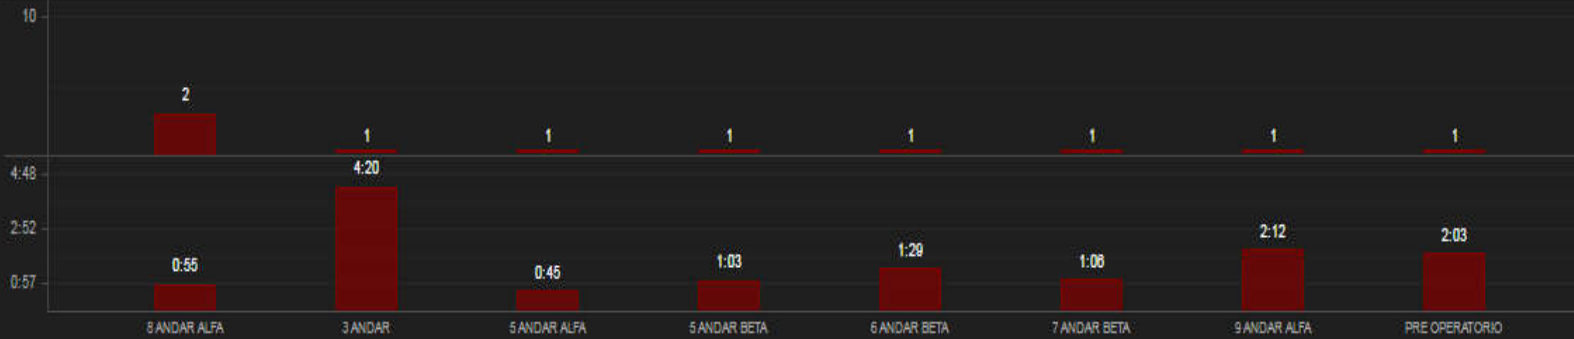 10
2
1 1 1 1 1 1 1
4:48
4:20
2:52
0:57
0:55 0:45 1:03 1:29 1:06 2:12 2:03
8 ANDAR ALFA 3 ANDAR 5 ANDAR ALFA 5 ANDAR BETA 6 ANDAR BETA 7 ANDAR BETA 9 ANDAR ALFA PRE OPERATORIO